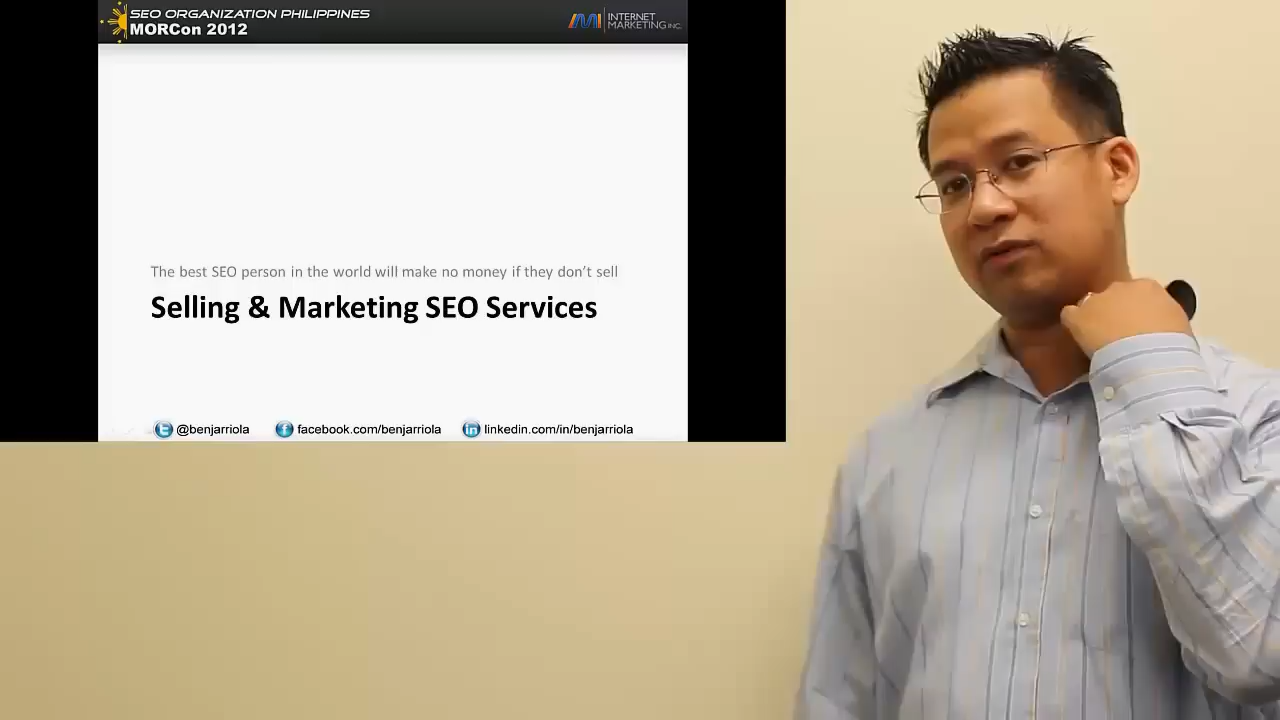 SEO ORGANIZATION PHILIPPINES
MORCon 2012
INTERNET
MARKETING INC.
The best SEO person in the world will make no money if they don't sell
Selling & Marketing SEO Services
@benjarriola
facebook.com/benjarriola
linkedin.com/in/benjarriola